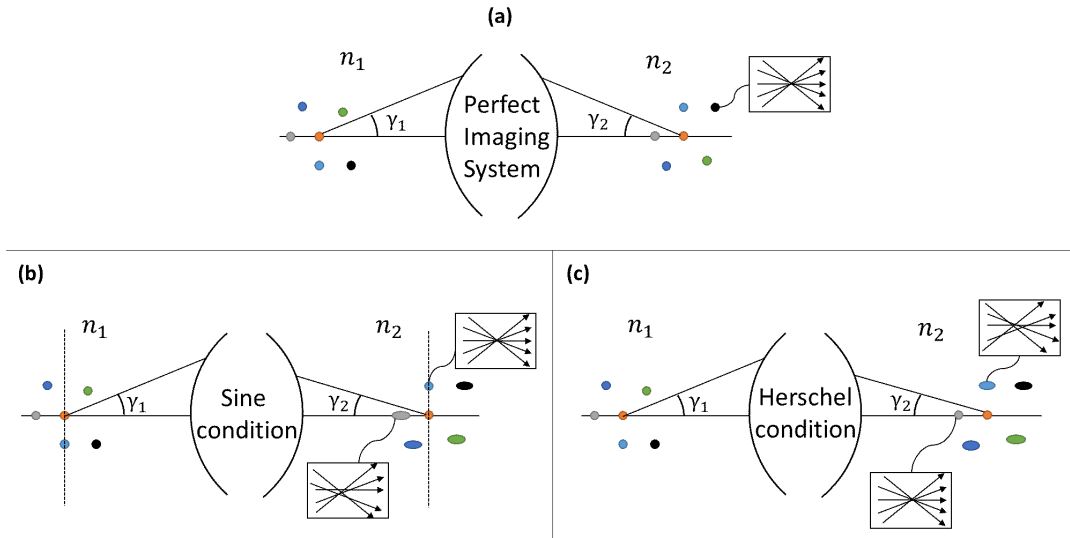 (a)
n₁
n₂
γ₁
Perfect
Imaging
System
γ₂
(b)
n₁
n₂
γ₁
Sine
condition
γ₂
(c)
n₁
n₂
γ₁
Herschel
condition
γ₂